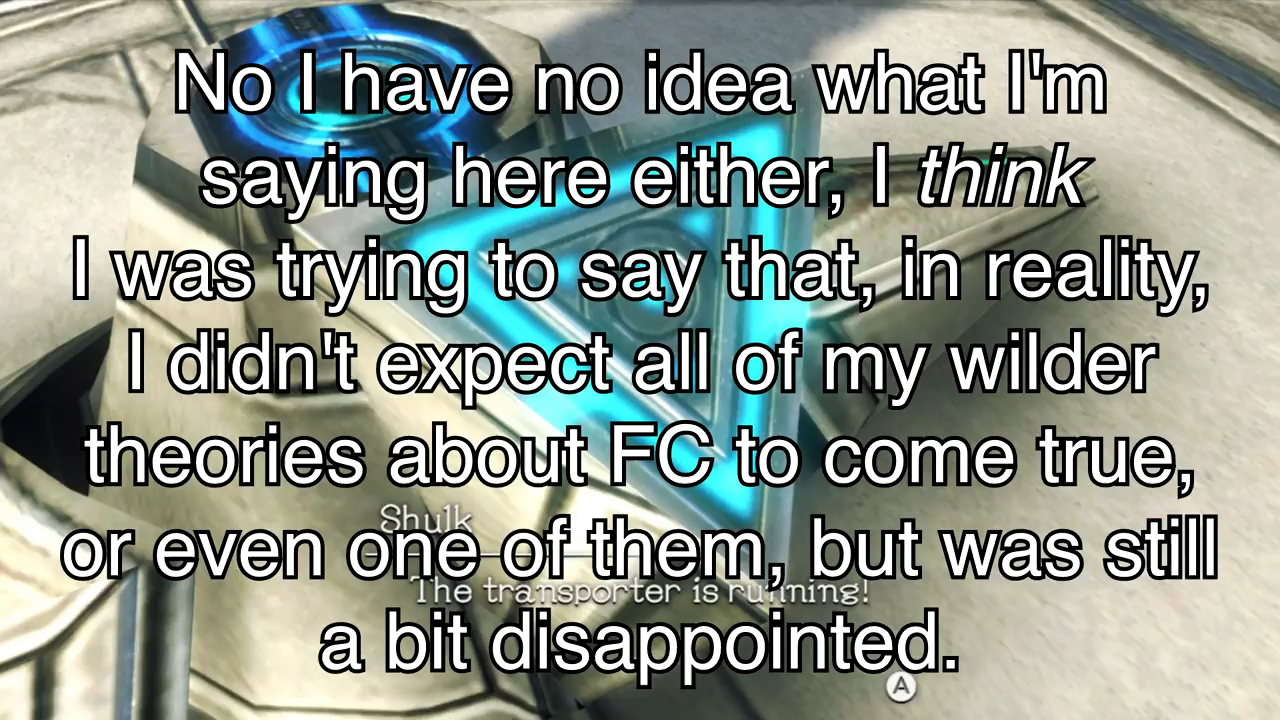 No I have no idea what I'm
saying here either, I think
I was trying to say that, in reality,
I didn't expect all of my wilder
theories about FC to come true,
Shulk
or even one of them, but was still
The transporter is running!
a bit disappointed.
A